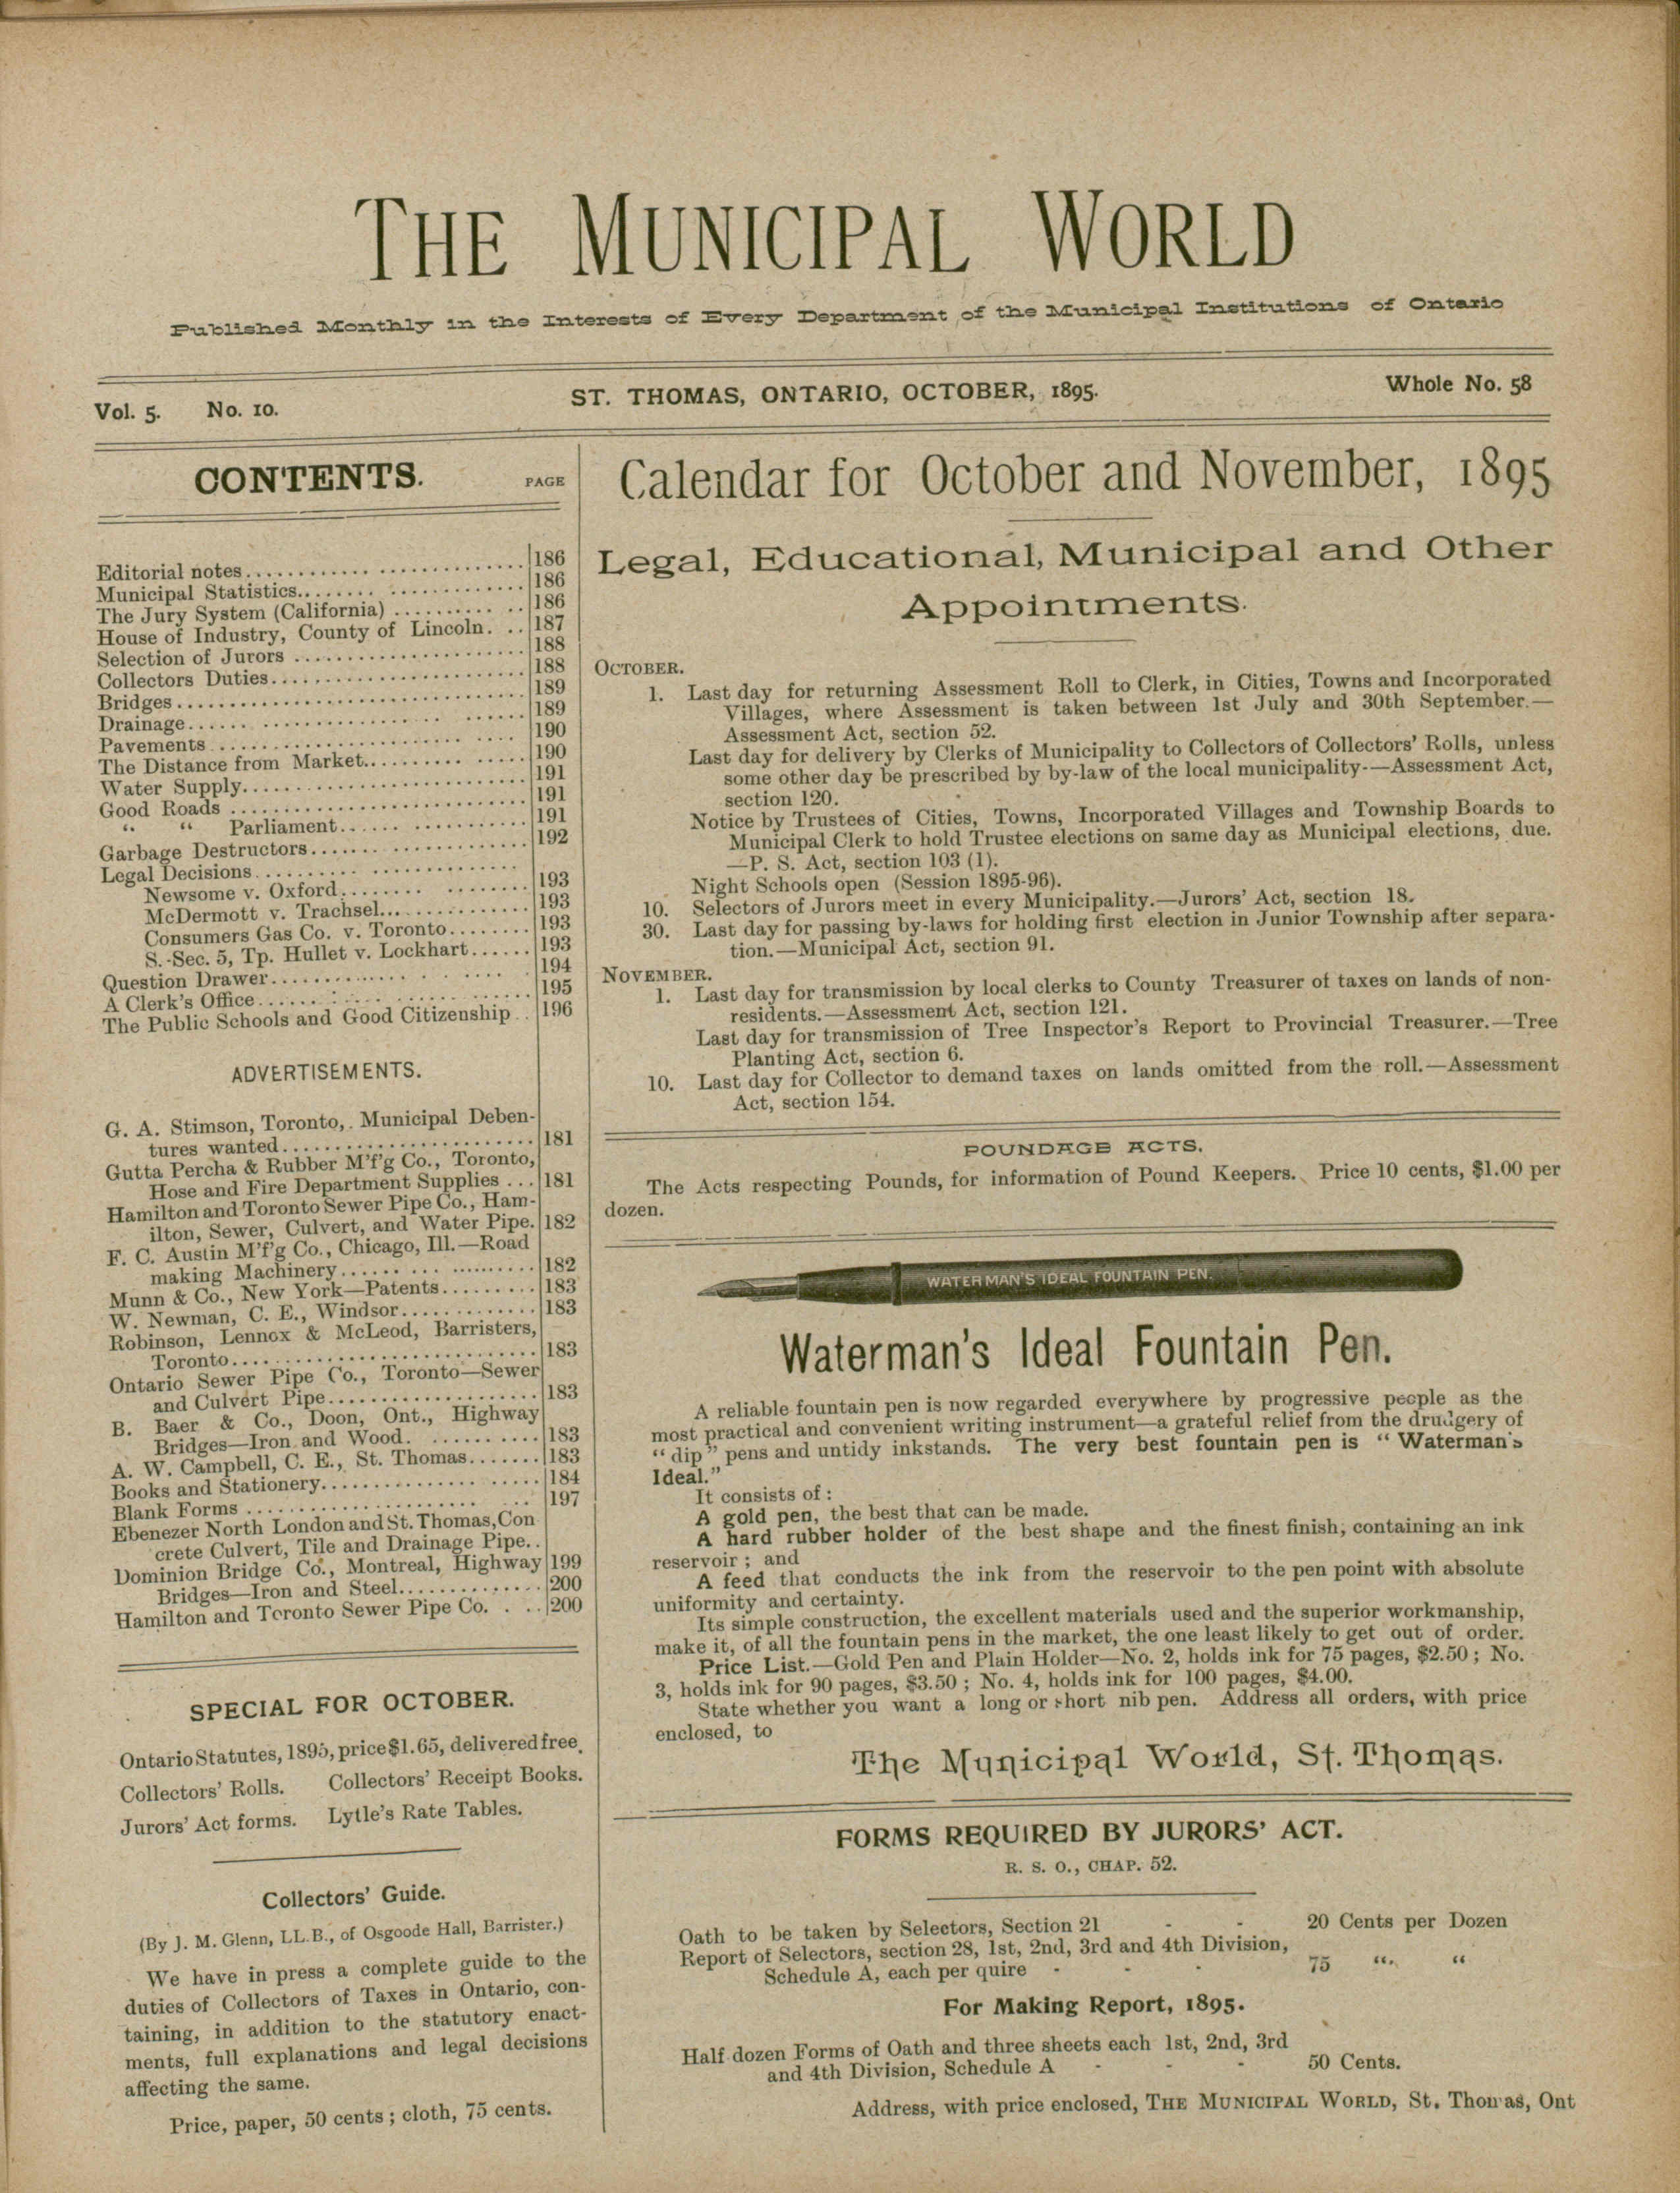 THE MUNICIPAL WORLD
Published Monthly in the Interests of Every Department of the Municipal Institutions of Ontario
Vol. 5. No. 10.
ST. THOMAS, ONTARIO, OCTOBER, 1895.
Whole No. 58
CONTENTS.
PAGE
Editorial notes 186
Municipal Statistics 186
The Jury System (California) 186
House of Industry, County of Lincoln. 187
Selection of Jurors 188
Collectors Duties 188
Bridges 189
Drainage 189
Pavements 190
The Distance from Market 190
Water Supply 191
Good Roads 191
“ “ Parliament 191
Garbage Destructors 192
Legal Decisions
Newsome v. Oxford 193
McDermott v. Trachsel 193
Consumers Gas Co. v. Toronto 193
S. Sec. 5, Tp. Hullet v. Lockhart 193
Question Drawer 194
A Clerk's Office 195
The Public Schools and Good Citizenship 196
ADVERTISEMENTS.
G. A. Stimson, Toronto, Municipal Deben-
tures wanted 181
Gutta Percha & Rubber M'f'g Co., Toronto,
Hose and Fire Department Supplies 181
Hamilton and Toronto Sewer Pipe Co., Ham-
ilton, Sewer, Culvert, and Water Pipe. 182
F. C. Austin M'f'g Co., Chicago, Ill.—Road
making Machinery 182
Munn & Co., New York—Patents 183
W. Newman, C. E., Windsor 183
Robinson, Lennox & McLeod, Barristers,
Toronto 183
Ontario Sewer Pipe Co., Toronto—Sewer
and Culvert Pipe 183
B. Baer & Co., Doon, Ont., Highway
Bridges—Iron and Wood. 183
A. W. Campbell, C. E., St. Thomas 183
Books and Stationery 184
Blank Forms 197
Ebenezer North London and St. Thomas, Con
crete Culvert, Tile and Drainage Pipe..
Dominion Bridge Co., Montreal, Highway 199
Bridges—Iron and Steel 200
Hamilton and Toronto Sewer Pipe Co. 200
SPECIAL FOR OCTOBER.
Ontario Statutes, 1895, price $1.65, delivered free.
Collectors' Rolls. Collectors' Receipt Books.
Jurors' Act forms. Lytle's Rate Tables.
Collectors' Guide.
(By J. M. Glenn, LL.B., of Osgoode Hall, Barrister.)
We have in press a complete guide to the
duties of Collectors of Taxes in Ontario, con-
taining, in addition to the statutory enact-
ments, full explanations and legal decisions
affecting the same.
Price, paper, 50 cents; cloth, 75 cents.
Calendar for October and November, 1895
Legal, Educational, Municipal and Other
Appointments.
OCTOBER.
1. Last day for returning Assessment Roll to Clerk, in Cities, Towns and Incorporated
Villages, where Assessment is taken between 1st July and 30th September.—
Assessment Act, section 52.
Last day for delivery by Clerks of Municipality to Collectors of Collectors' Rolls, unless
some other day be prescribed by by-law of the local municipality.—Assessment Act,
section 120.
Notice by Trustees of Cities, Towns, Incorporated Villages and Township Boards to
Municipal Clerk to hold Trustee elections on same day as Municipal elections, due.
—P. S. Act, section 103 (1).
Night Schools open (Session 1895-96).
10. Selectors of Jurors meet in every Municipality.—Jurors' Act, section 18.
30. Last day for passing by-laws for holding first election in Junior Township after separa-
tion.—Municipal Act, section 91.
NOVEMBER.
1. Last day for transmission by local clerks to County Treasurer of taxes on lands of non-
residents.—Assessment Act, section 121.
Last day for transmission of Tree Inspector's Report to Provincial Treasurer.—Tree
Planting Act, section 6.
10. Last day for Collector to demand taxes on lands omitted from the roll.—Assessment
Act, section 154.
POUNDAGE ACTS.
The Acts respecting Pounds, for information of Pound Keepers. Price 10 cents, $1.00 per
dozen.
WATERMAN'S IDEAL FOUNTAIN PEN.
Waterman's Ideal Fountain Pen.
A reliable fountain pen is now regarded everywhere by progressive people as the
most practical and convenient writing instrument—a grateful relief from the drudgery of
“dip” pens and untidy inkstands. The very best fountain pen is “Waterman's
Ideal.”
It consists of:
A gold pen, the best that can be made.
A hard rubber holder of the best shape and the finest finish, containing an ink
reservoir; and
A feed that conducts the ink from the reservoir to the pen point with absolute
uniformity and certainty.
Its simple construction, the excellent materials used and the superior workmanship,
make it, of all the fountain pens in the market, the one least likely to get out of order.
Price List.—Gold Pen and Plain Holder—No. 2, holds ink for 75 pages, $2.50; No.
3, holds ink for 90 pages, $3.50; No. 4, holds ink for 100 pages, $4.00.
State whether you want a long or short nib pen. Address all orders, with price
enclosed, to
The Municipal World, St. Thomas.
FORMS REQUIRED BY JURORS' ACT.
R. S. O., CHAP. 52.
Oath to be taken by Selectors, Section 21 - - 20 Cents per Dozen
Report of Selectors, section 28, 1st, 2nd, 3rd and 4th Division,
Schedule A, each per quire - - - 75 “ “
For Making Report, 1895.
Half dozen Forms of Oath and three sheets each 1st, 2nd, 3rd
and 4th Division, Schedule A - - - 50 Cents.
Address, with price enclosed, THE MUNICIPAL WORLD, St. Thomas, Ont